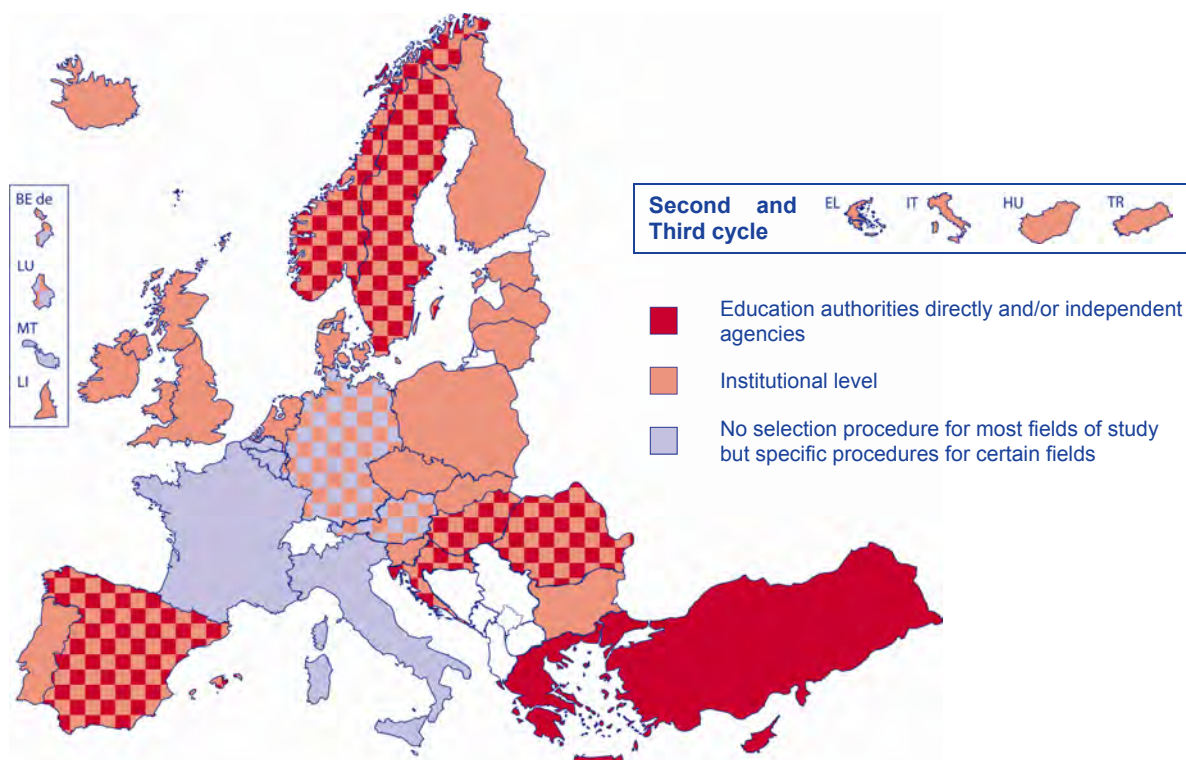 BE de
LU
MT
LI
Second and
Third cycle
EL
IT
HU
TR
Education authorities directly and/or independent
agencies
Institutional level
No selection procedure for most fields of study
but specific procedures for certain fields